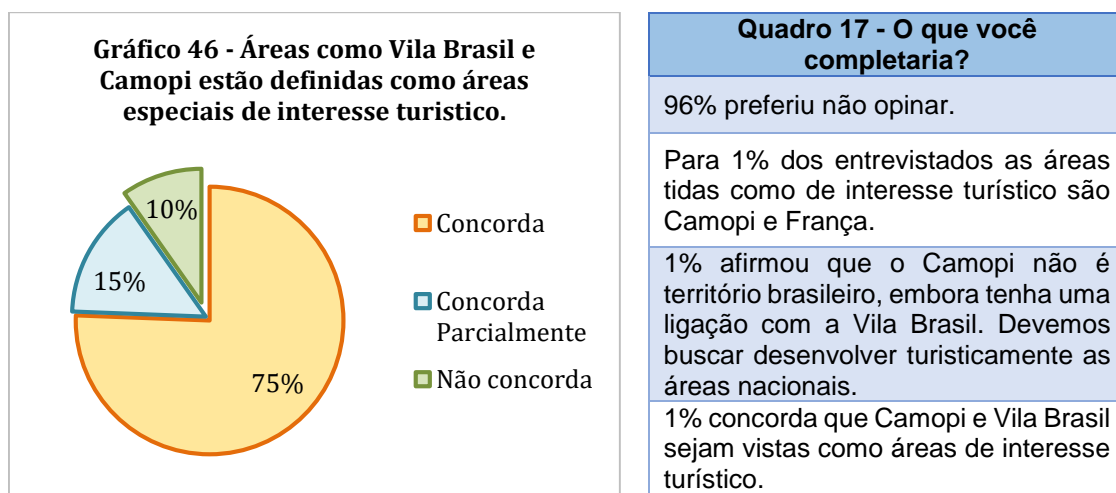 Gráfico 46 - Áreas como Vila Brasil e
Camopi estão definidas como áreas
especiais de interesse turistico.
10%
15%
75%
Concorda
Concorda
Parcialmente
Não concorda
Quadro 17 - O que você
completaria?
96% preferiu não opinar.
Para 1% dos entrevistados as áreas
tidas como de interesse turístico são
Camopi e França.
1% afirmou que o Camopi não é
território brasileiro, embora tenha uma
ligação com a Vila Brasil. Devemos
buscar desenvolver turisticamente as
áreas nacionais.
1% concorda que Camopi e Vila Brasil
sejam vistas como áreas de interesse
turístico.